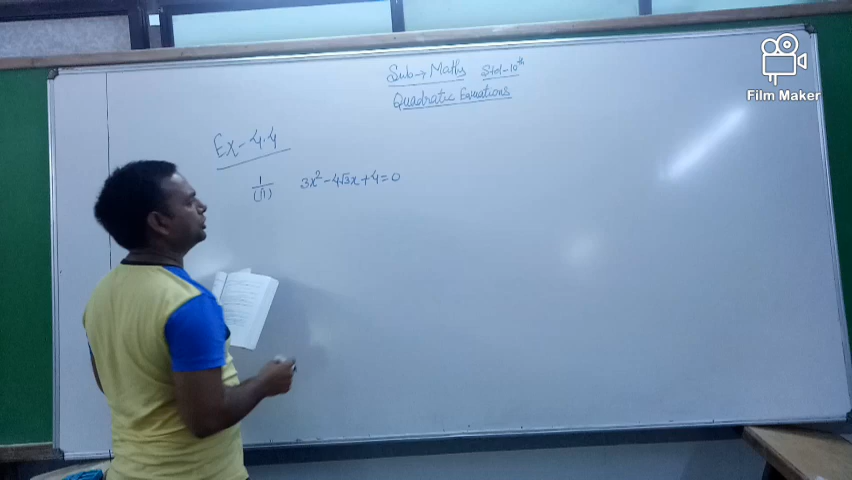 Sub→Maths Std-10th
Quadratic Equations
Film Maker
Ex-4.4
1/(ii) 3x²-4√3x+4=0